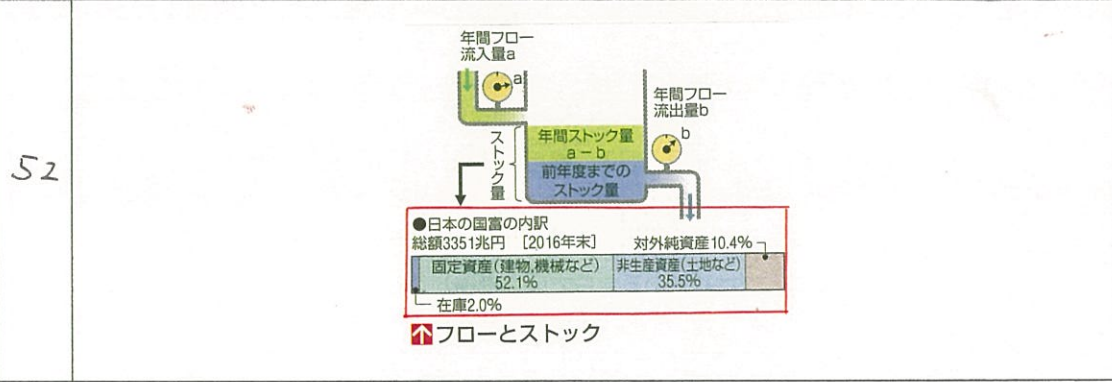 52
年間フロー
流入量a
a
年間フロー
流出量b
b
ストック量
年間ストック量
a－b
前年度までの
ストック量
●日本の国富の内訳
総額3351兆円 [2016年末]
対外純資産10.4%
固定資産(建物,機械など)
52.1%
非生産資産(土地など)
35.5%
在庫2.0%
↑フローとストック